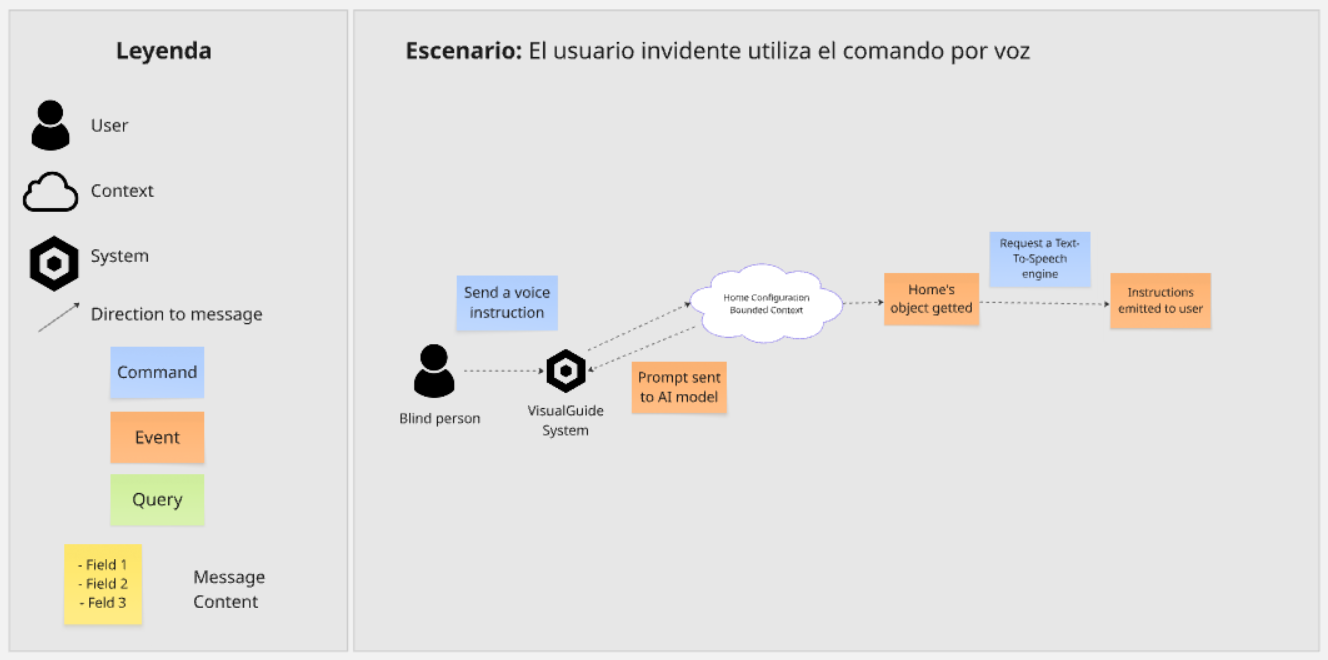 Leyenda
User
Context
System
Direction to message
Command
Event
Query
- Field 1
- Field 2
- Feld 3
Message
Content
Escenario: El usuario invidente utiliza el comando por voz
Send a voice
instruction
Blind person
VisualGuide
System
Prompt sent
to AI model
Home Configuration
Bounded Context
Home's
object getted
Request a Text-
To-Speech
engine
Instructions
emitted to user